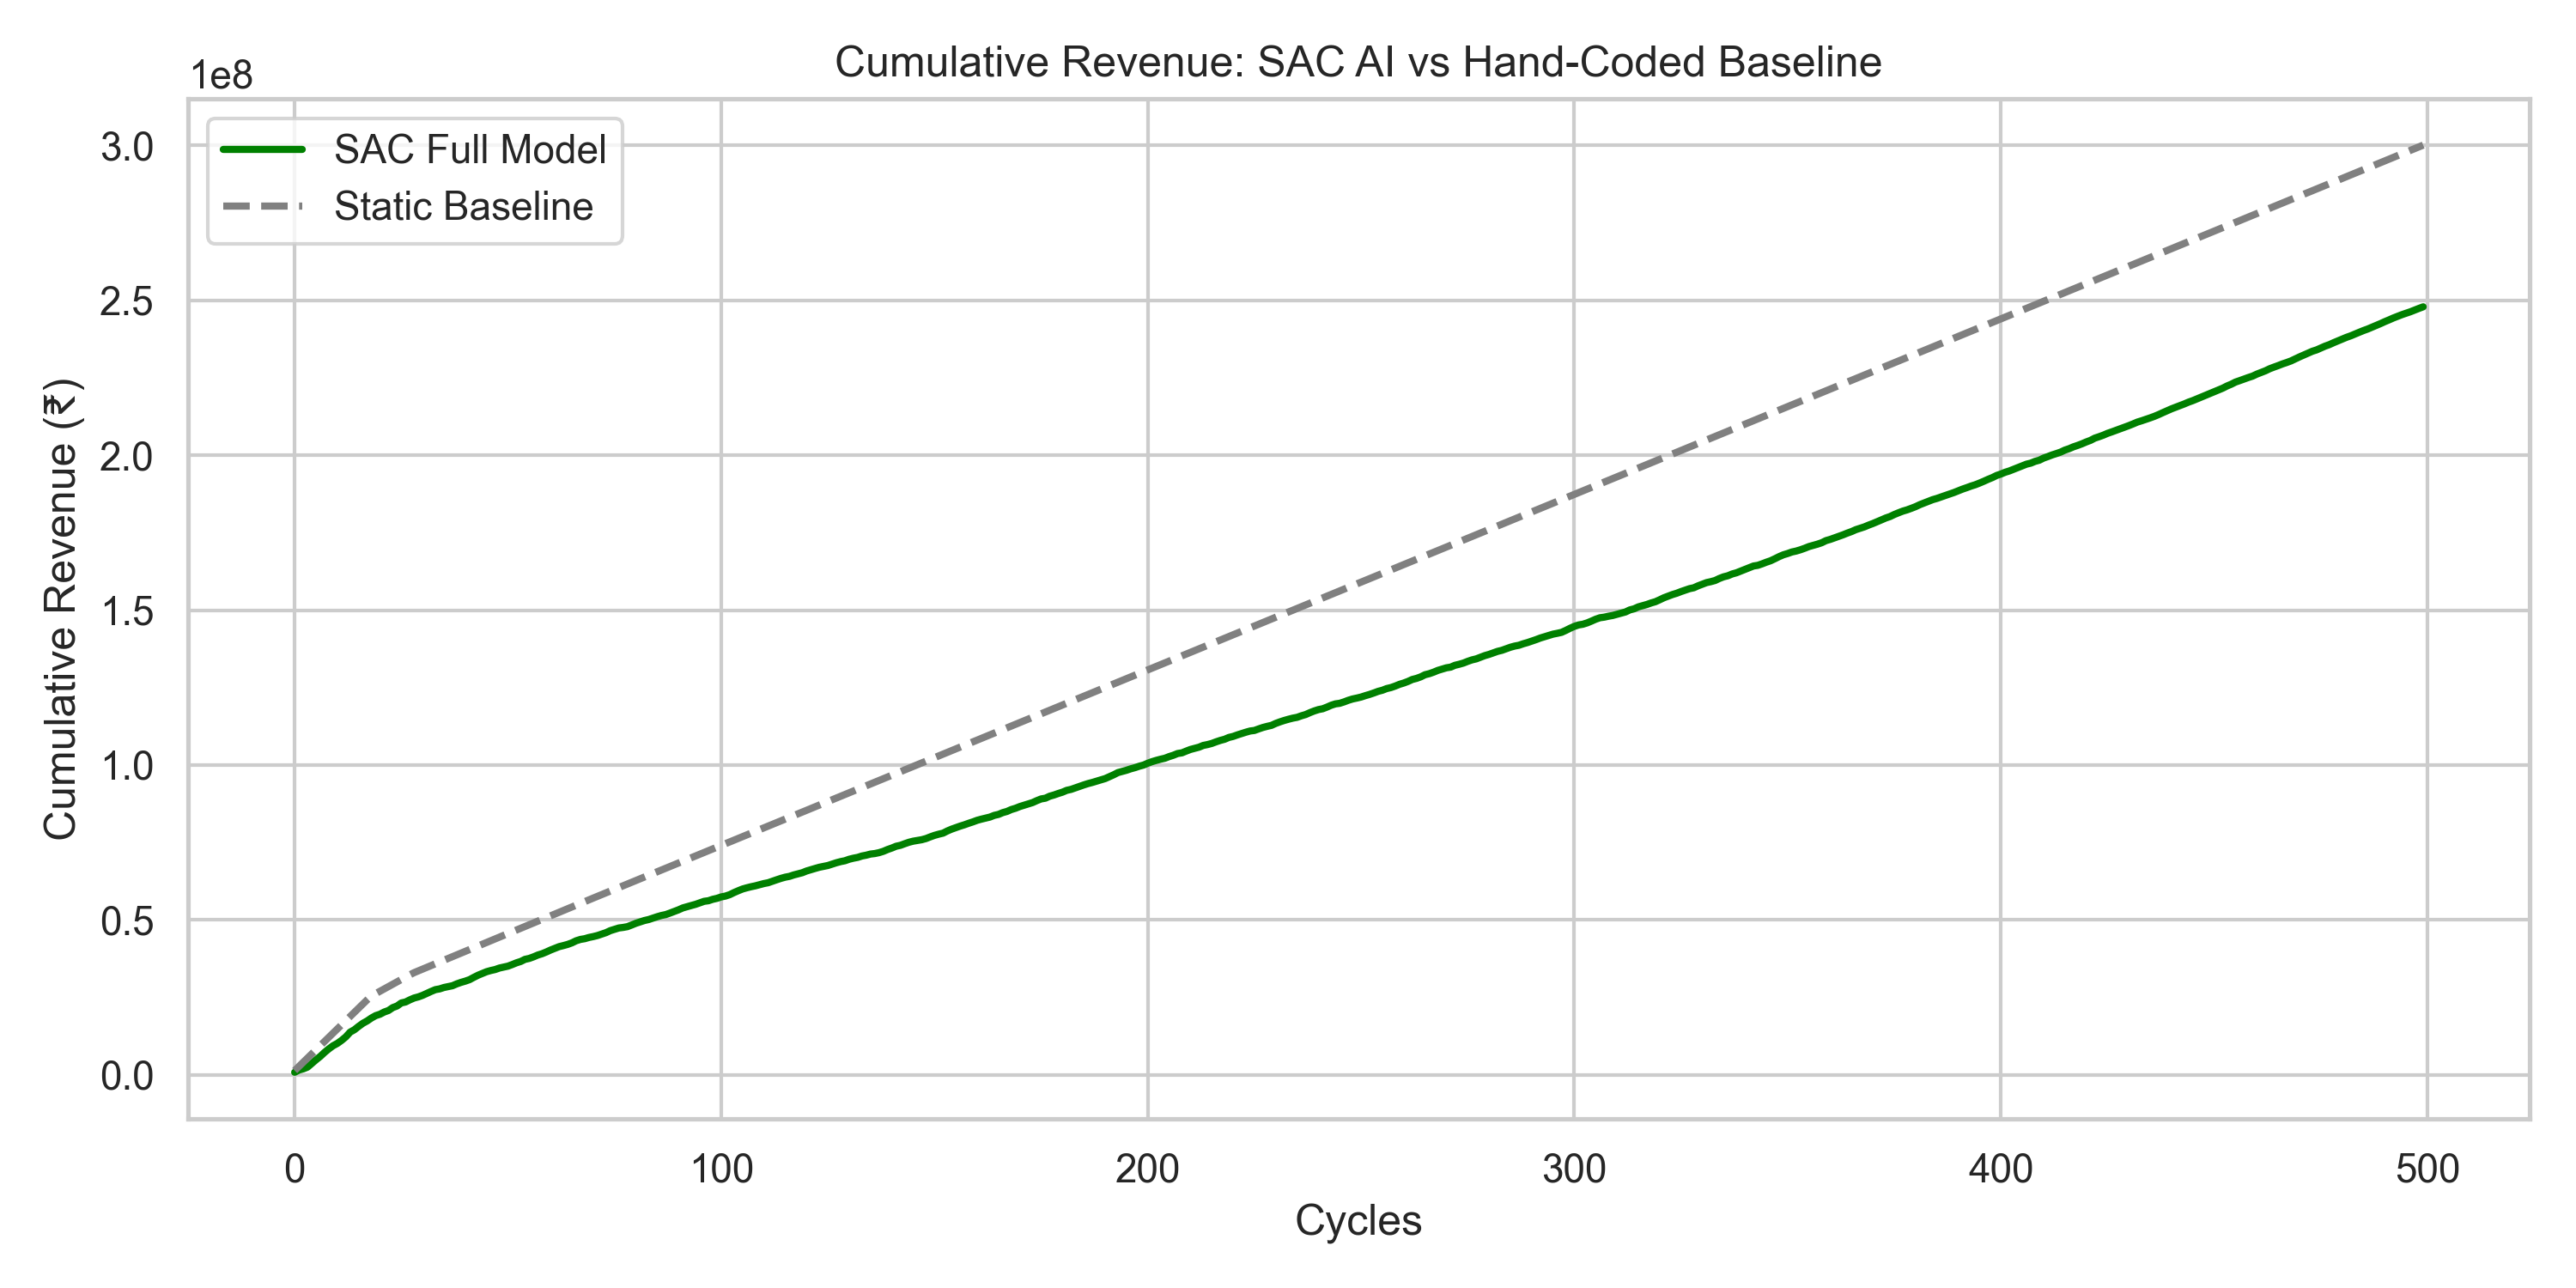 Cumulative Revenue: SAC AI vs Hand-Coded Baseline
1e8
SAC Full Model
Static Baseline
3.0
2.5
2.0
1.5
1.0
0.5
0.0
Cumulative Revenue (₹)
0 100 200 300 400 500
Cycles